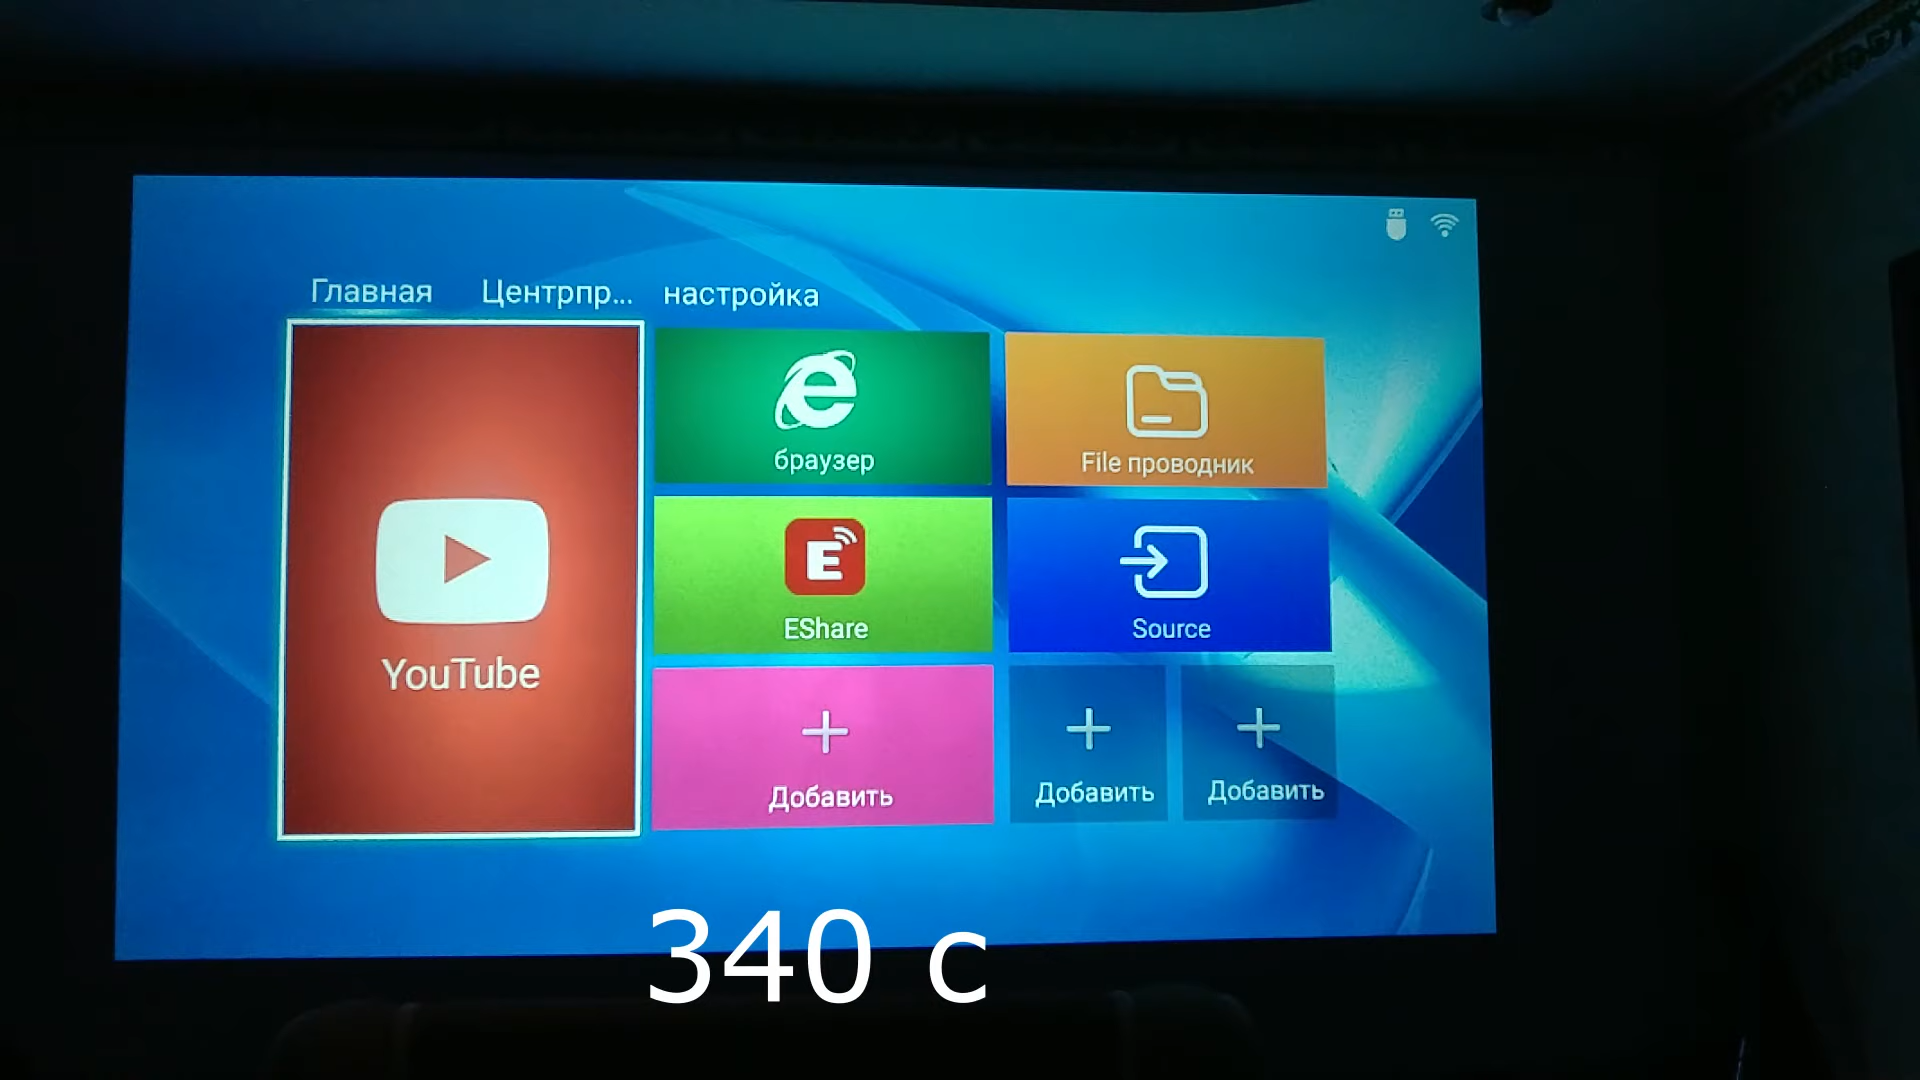 Главная Центрпр... настройка
браузер
File проводник
E
EShare
Source
YouTube
Добавить
Добавить
Добавить
340 с